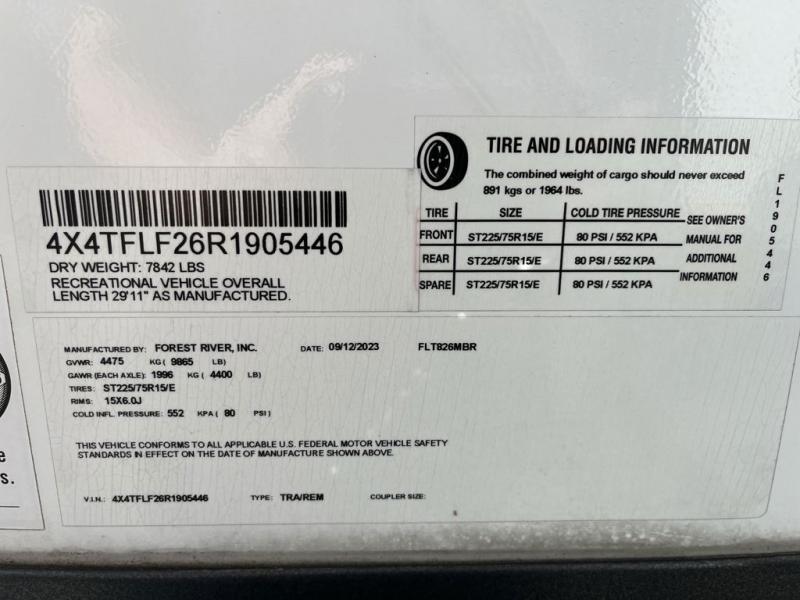 TIRE AND LOADING INFORMATION
The combined weight of cargo should never exceed
891 kgs or 1964 lbs.
TIRE SIZE COLD TIRE PRESSURE SEE OWNER'S
FRONT ST225/75R15/E 80 PSI / 552 KPA MANUAL FOR
REAR ST225/75R15/E 80 PSI / 552 KPA ADDITIONAL
SPARE ST225/75R15/E 80 PSI / 552 KPA INFORMATION
FL1905446
4X4TFLF26R1905446
DRY WEIGHT: 7842 LBS
RECREATIONAL VEHICLE OVERALL
LENGTH 29'11" AS MANUFACTURED.
MANUFACTURED BY: FOREST RIVER, INC. DATE: 09/12/2023 FLT826MBR
GVWR: 4475 KG ( 9865 LB)
GAWR (EACH AXLE): 1996 KG ( 4400 LB)
TIRES: ST225/75R15/E
RIMS: 15X6.0J
COLD INFL. PRESSURE: 552 KPA ( 80 PSI)
THIS VEHICLE CONFORMS TO ALL APPLICABLE U.S. FEDERAL MOTOR VEHICLE SAFETY
STANDARDS IN EFFECT ON THE DATE OF MANUFACTURE SHOWN ABOVE.
V.I.N.: 4X4TFLF26R1905446 TYPE: TRA/REM COUPLER SIZE:
e
s.